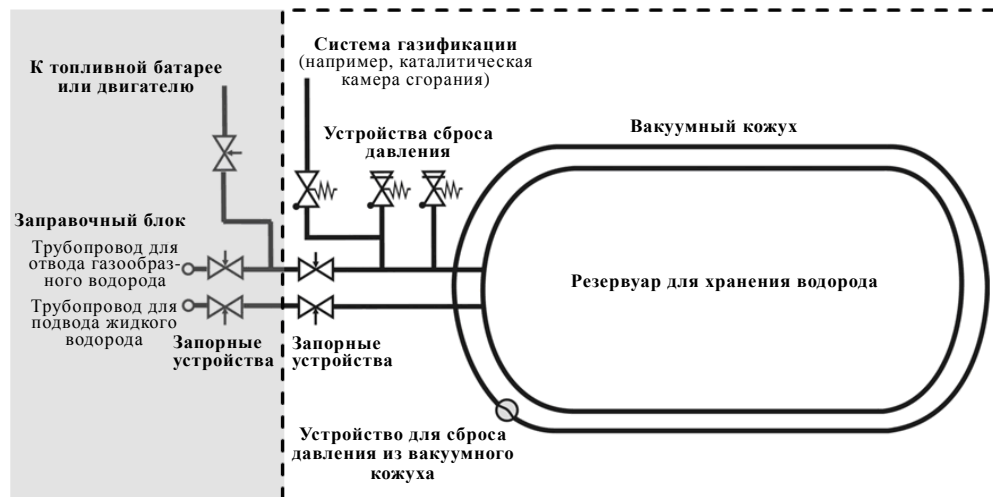 Система газификации
(например, каталитическая
камера сгорания)
К топливной батарее
или двигателю
Устройства сброса
давления
Вакуумный кожух
Заправочный блок
Трубопровод для
отвода газообраз-
ного водорода
Трубопровод для
подвода жидкого
водорода
Резервуар для хранения водорода
Запорные
устройства
Запорные
устройства
Устройство для сброса
давления из вакуумного
кожуха